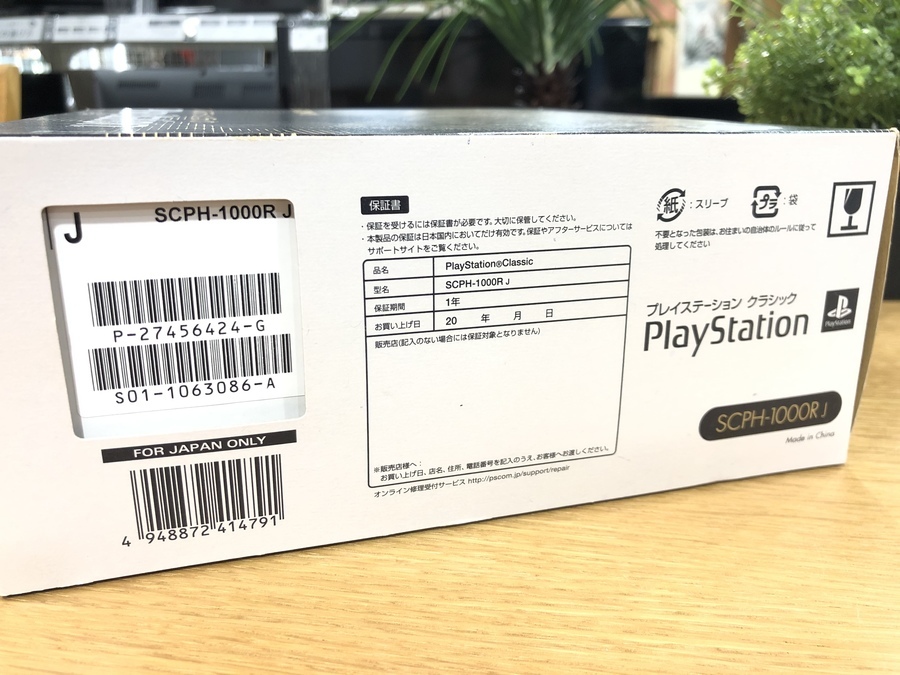 J
SCPH-1000R J
P-27456424-G
S01-1063086-A
FOR JAPAN ONLY
4 948872 414791
保証書
・保証を受けるには保証書が必要です。大切に保管してください。
・本製品の保証は日本国内においてだけ有効です。保証やアフターサービスについては
サポートサイトをご覧ください。
品名 PlayStation®Classic
型名 SCPH-1000R J
保証期間 1年
お買い上げ日 20 年 月 日
販売店(記入のない場合には保証対象となりません)
※販売店様へ:
お買い上げ日、店名、住所、電話番号を記入のうえ、お客様へお渡しください。
オンライン修理受付サービス http://pscom.jp/support/repair
紙:スリーブ
プラ:袋
不要となった包装は、お住まいの自治体のルールに従って
処理してください
プレイステーション クラシック
PlayStation
PlayStation
SCPH-1000R J
Made in China